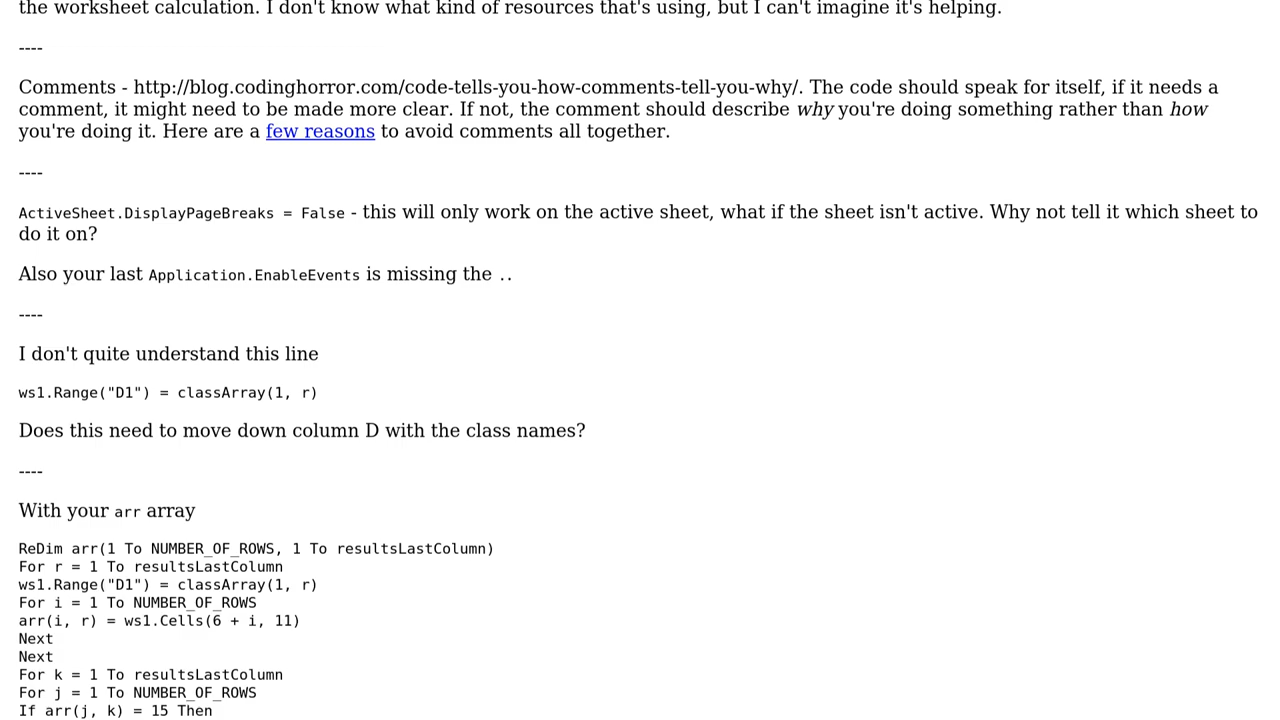 the worksheet calculation. I don't know what kind of resources that's using, but I can't imagine it's helping.
----
Comments - http://blog.codinghorror.com/code-tells-you-how-comments-tell-you-why/. The code should speak for itself, if it needs a
comment, it might need to be made more clear. If not, the comment should describe why you're doing something rather than how
you're doing it. Here are a few reasons to avoid comments all together.
----
ActiveSheet.DisplayPageBreaks = False - this will only work on the active sheet, what if the sheet isn't active. Why not tell it which sheet to
do it on?
Also your last Application.EnableEvents is missing the ..
----
I don't quite understand this line
ws1.Range("D1") = classArray(1, r)
Does this need to move down column D with the class names?
----
With your arr array
ReDim arr(1 To NUMBER_OF_ROWS, 1 To resultsLastColumn)
For r = 1 To resultsLastColumn
ws1.Range("D1") = classArray(1, r)
For i = 1 To NUMBER_OF_ROWS
arr(i, r) = ws1.Cells(6 + i, 11)
Next
Next
For k = 1 To resultsLastColumn
For j = 1 To NUMBER_OF_ROWS
If arr(j, k) = 15 Then